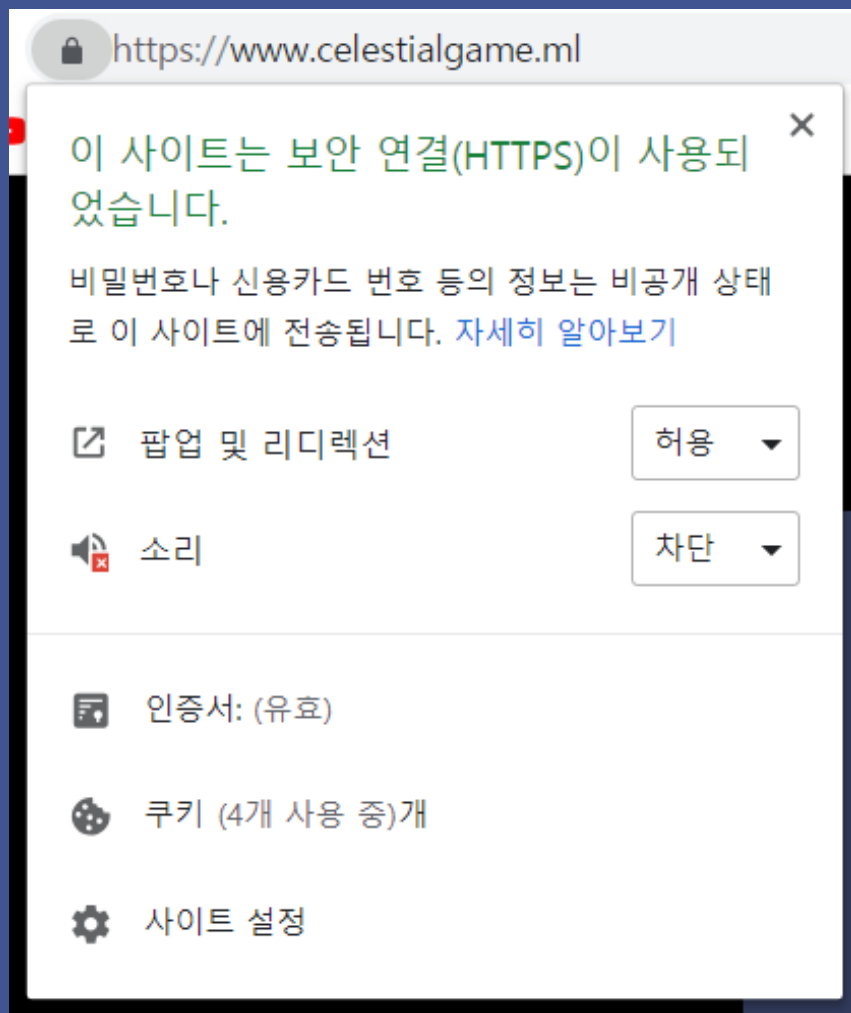 https://www.celestialgame.ml
이 사이트는 보안 연결(HTTPS)이 사용되
었습니다.
비밀번호나 신용카드 번호 등의 정보는 비공개 상태
로 이 사이트에 전송됩니다. 자세히 알아보기
팝업 및 리디렉션 허용
소리 차단
인증서: (유효)
쿠키 (4개 사용 중)개
사이트 설정